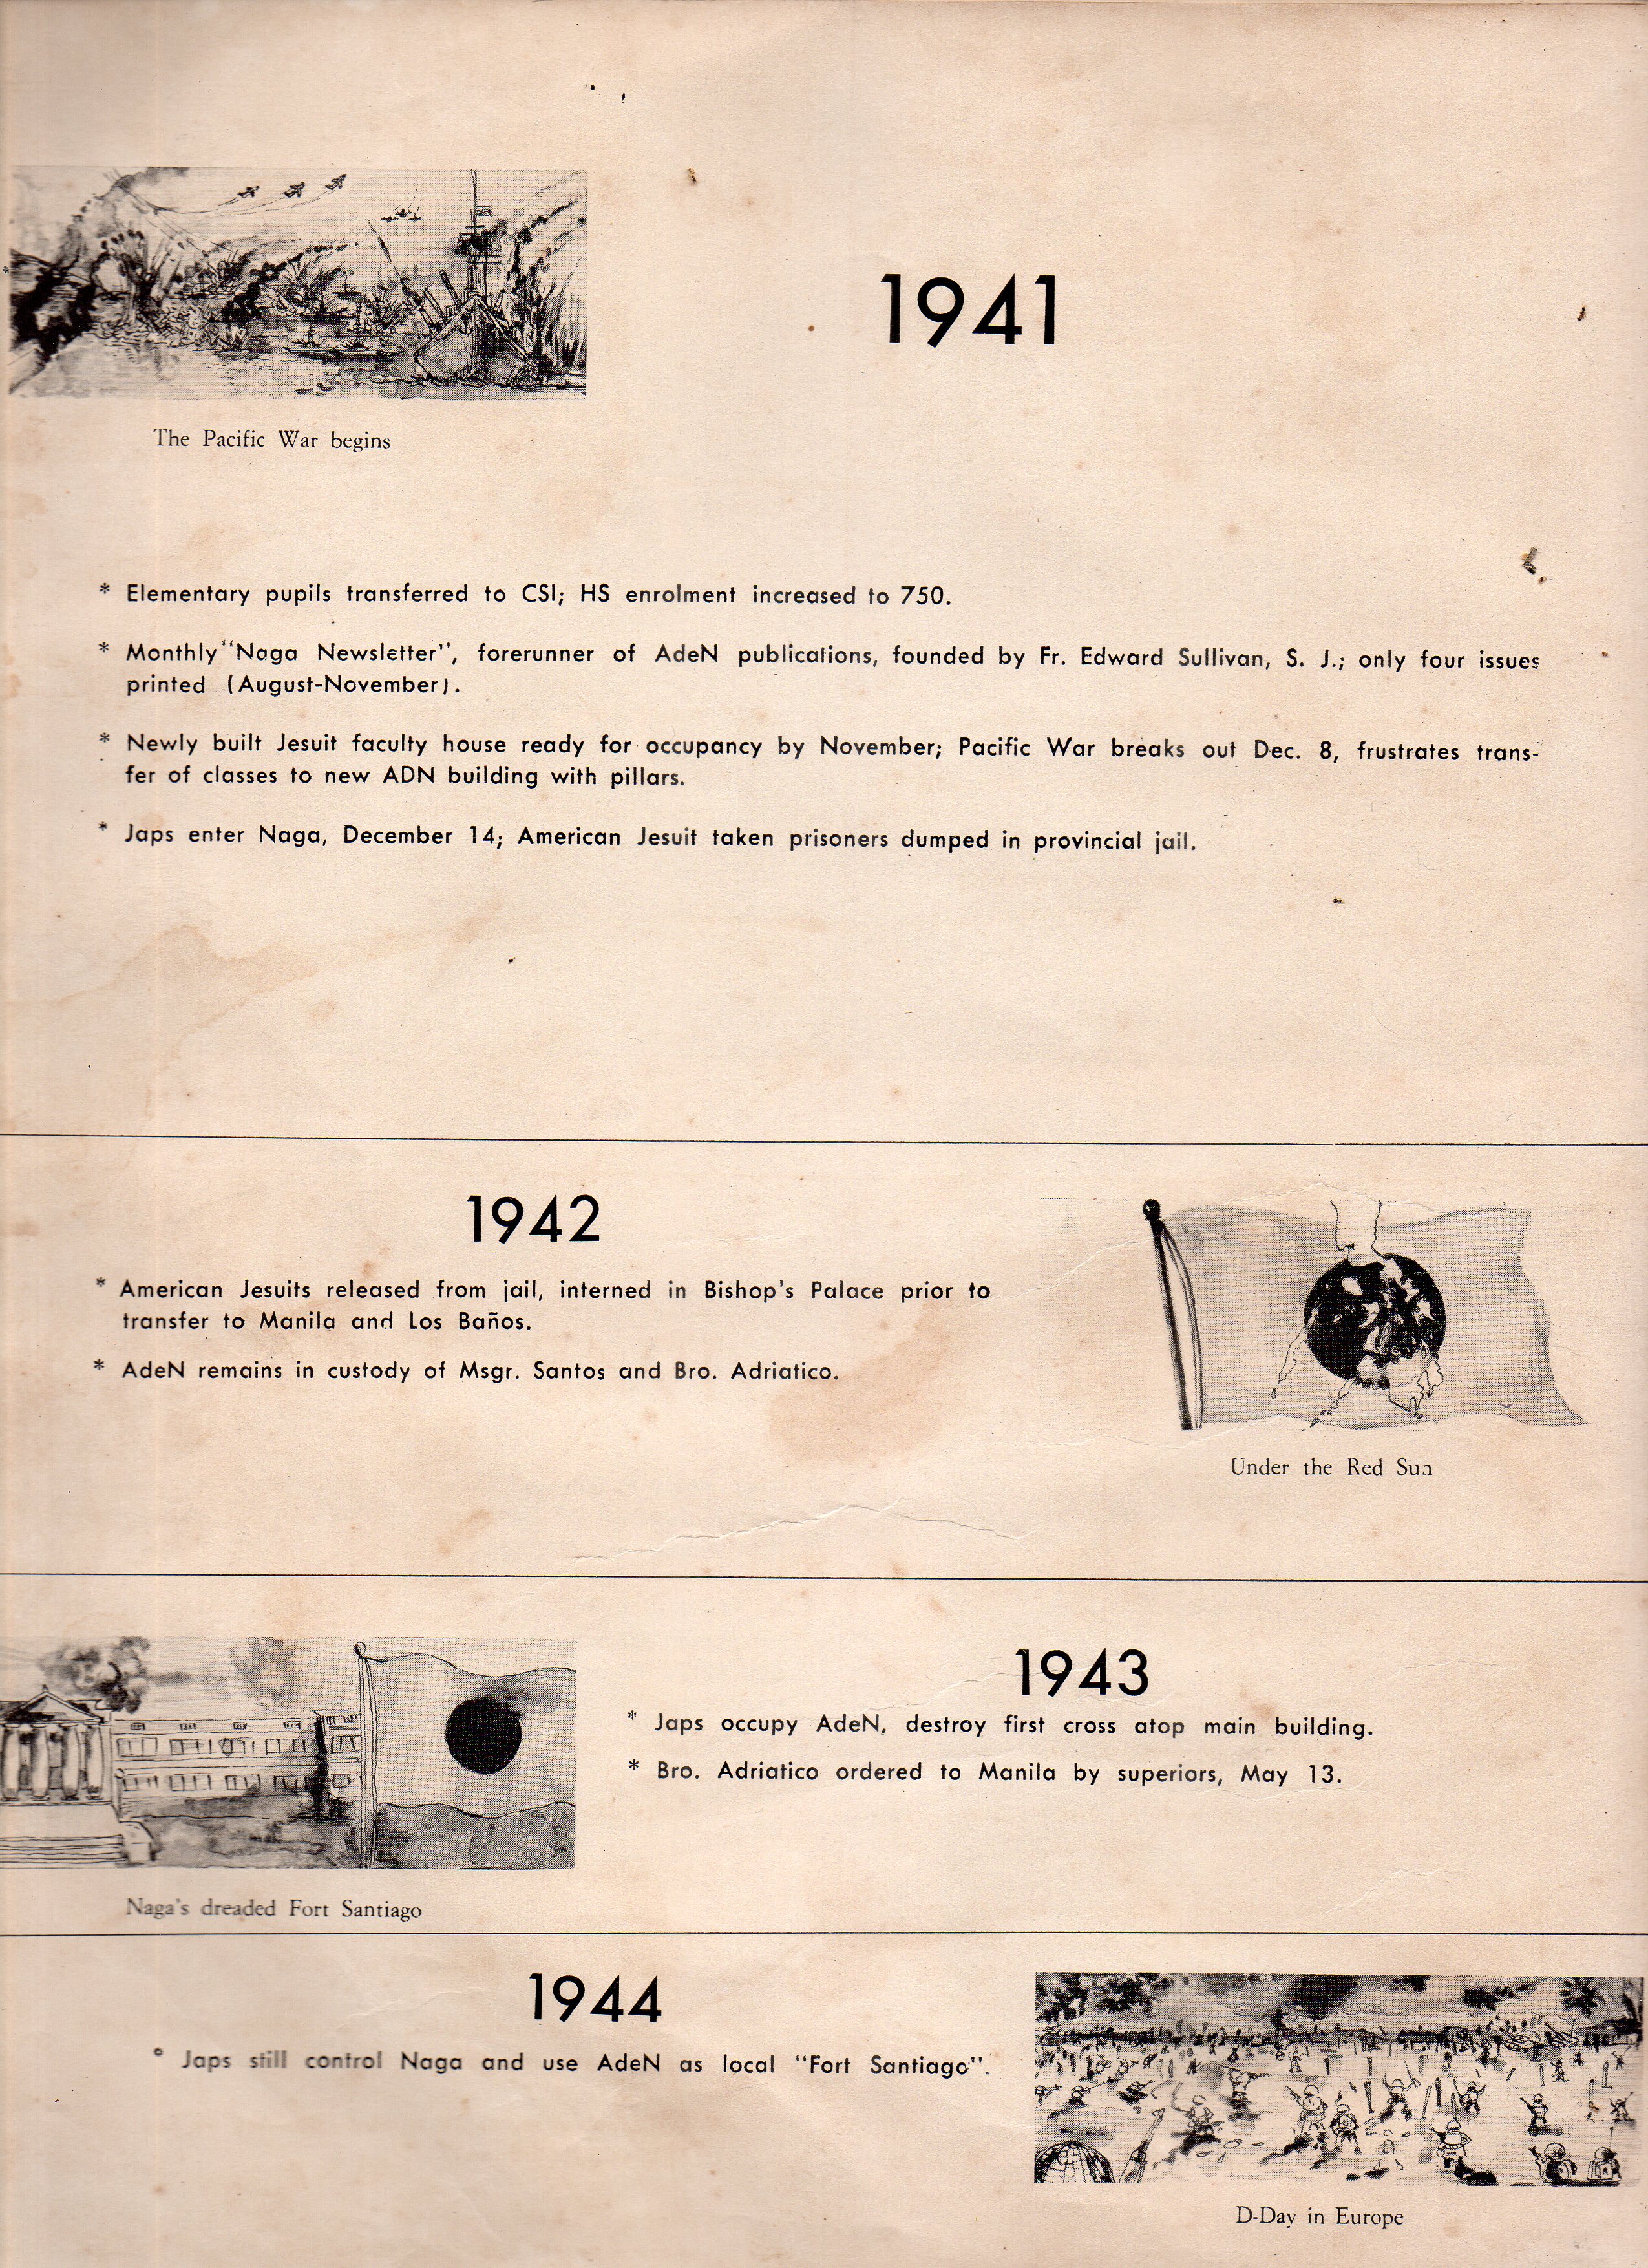 The Pacific War begins
1941
* Elementary pupils transferred to CSI; HS enrolment increased to 750.
* Monthly "Naga Newsletter", forerunner of AdeN publications, founded by Fr. Edward Sullivan, S. J.; only four issues
printed (August-November).
* Newly built Jesuit faculty house ready for occupancy by November; Pacific War breaks out Dec. 8, frustrates trans-
fer of classes to new ADN building with pillars.
* Japs enter Naga, December 14; American Jesuit taken prisoners dumped in provincial jail.
1942
* American Jesuits released from jail, interned in Bishop's Palace prior to
transfer to Manila and Los Baños.
* AdeN remains in custody of Msgr. Santos and Bro. Adriatico.
Under the Red Sun
1943
* Japs occupy AdeN, destroy first cross atop main building.
* Bro. Adriatico ordered to Manila by superiors, May 13.
Naga's dreaded Fort Santiago
1944
° Japs still control Naga and use AdeN as local "Fort Santiago".
D-Day in Europe